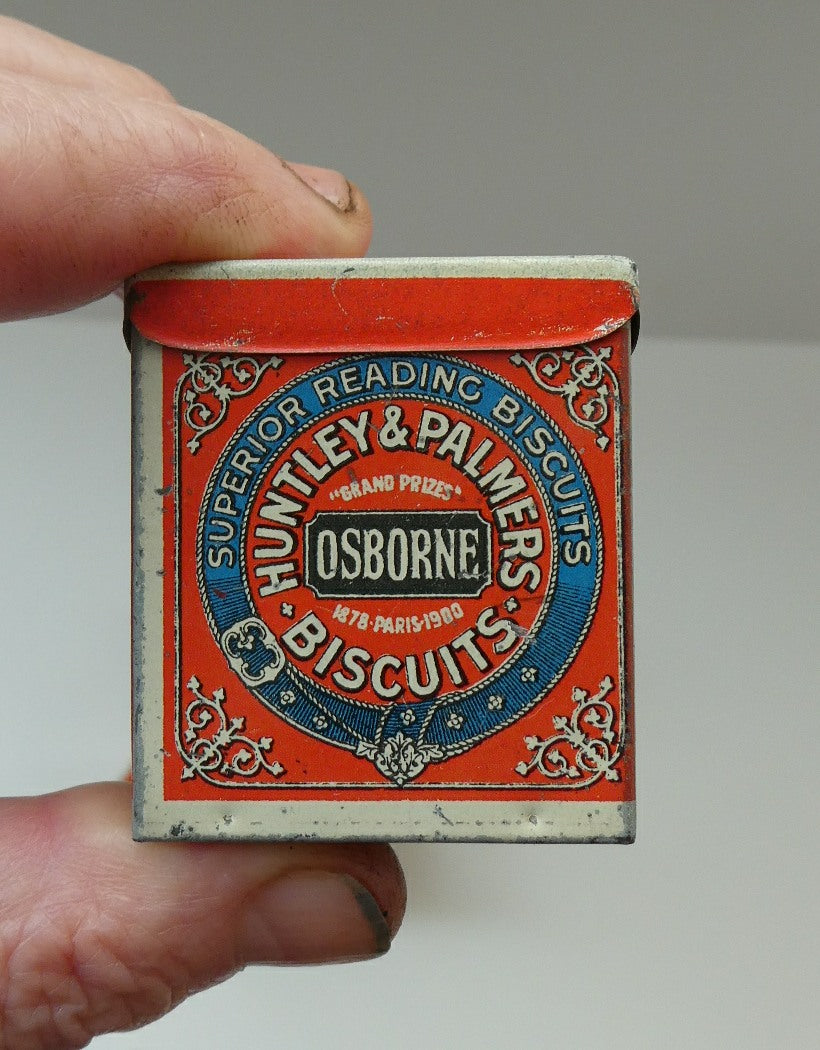 SUPERIOR READING BISCUITS
HUNTLEY & PALMERS
"GRAND PRIZES"
OSBORNE
1878·PARIS·1900
BISCUITS